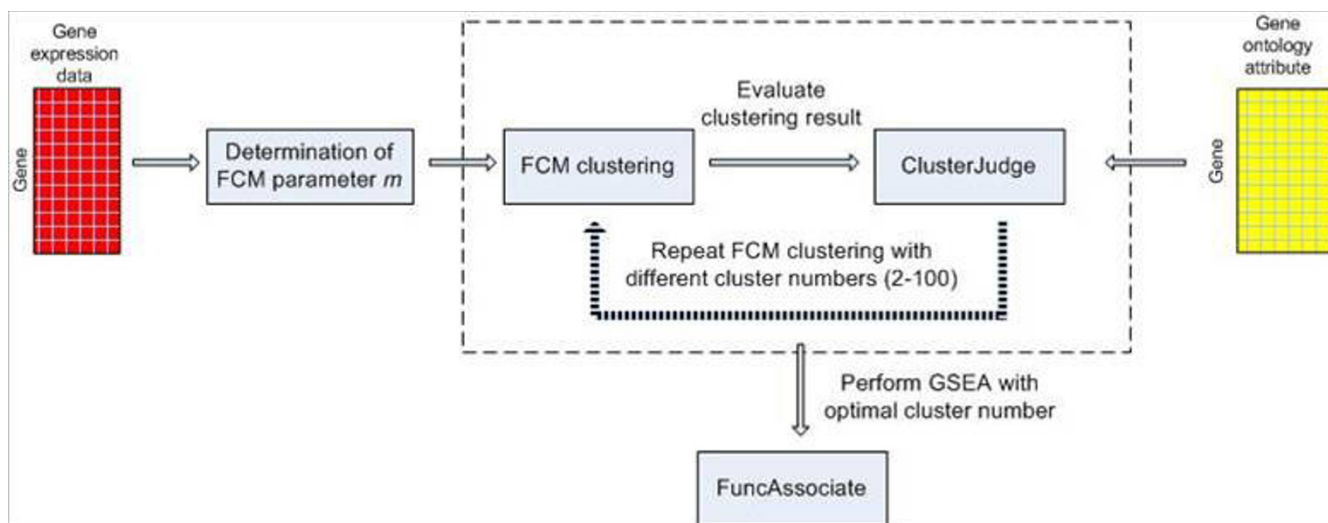 Gene
expression
data
Gene
Determination of
FCM parameter m
FCM clustering
Evaluate
clustering result
ClusterJudge
Repeat FCM clustering with
different cluster numbers (2-100)
Gene
ontology
attribute
Gene
Perform GSEA with
optimal cluster number
FuncAssociate